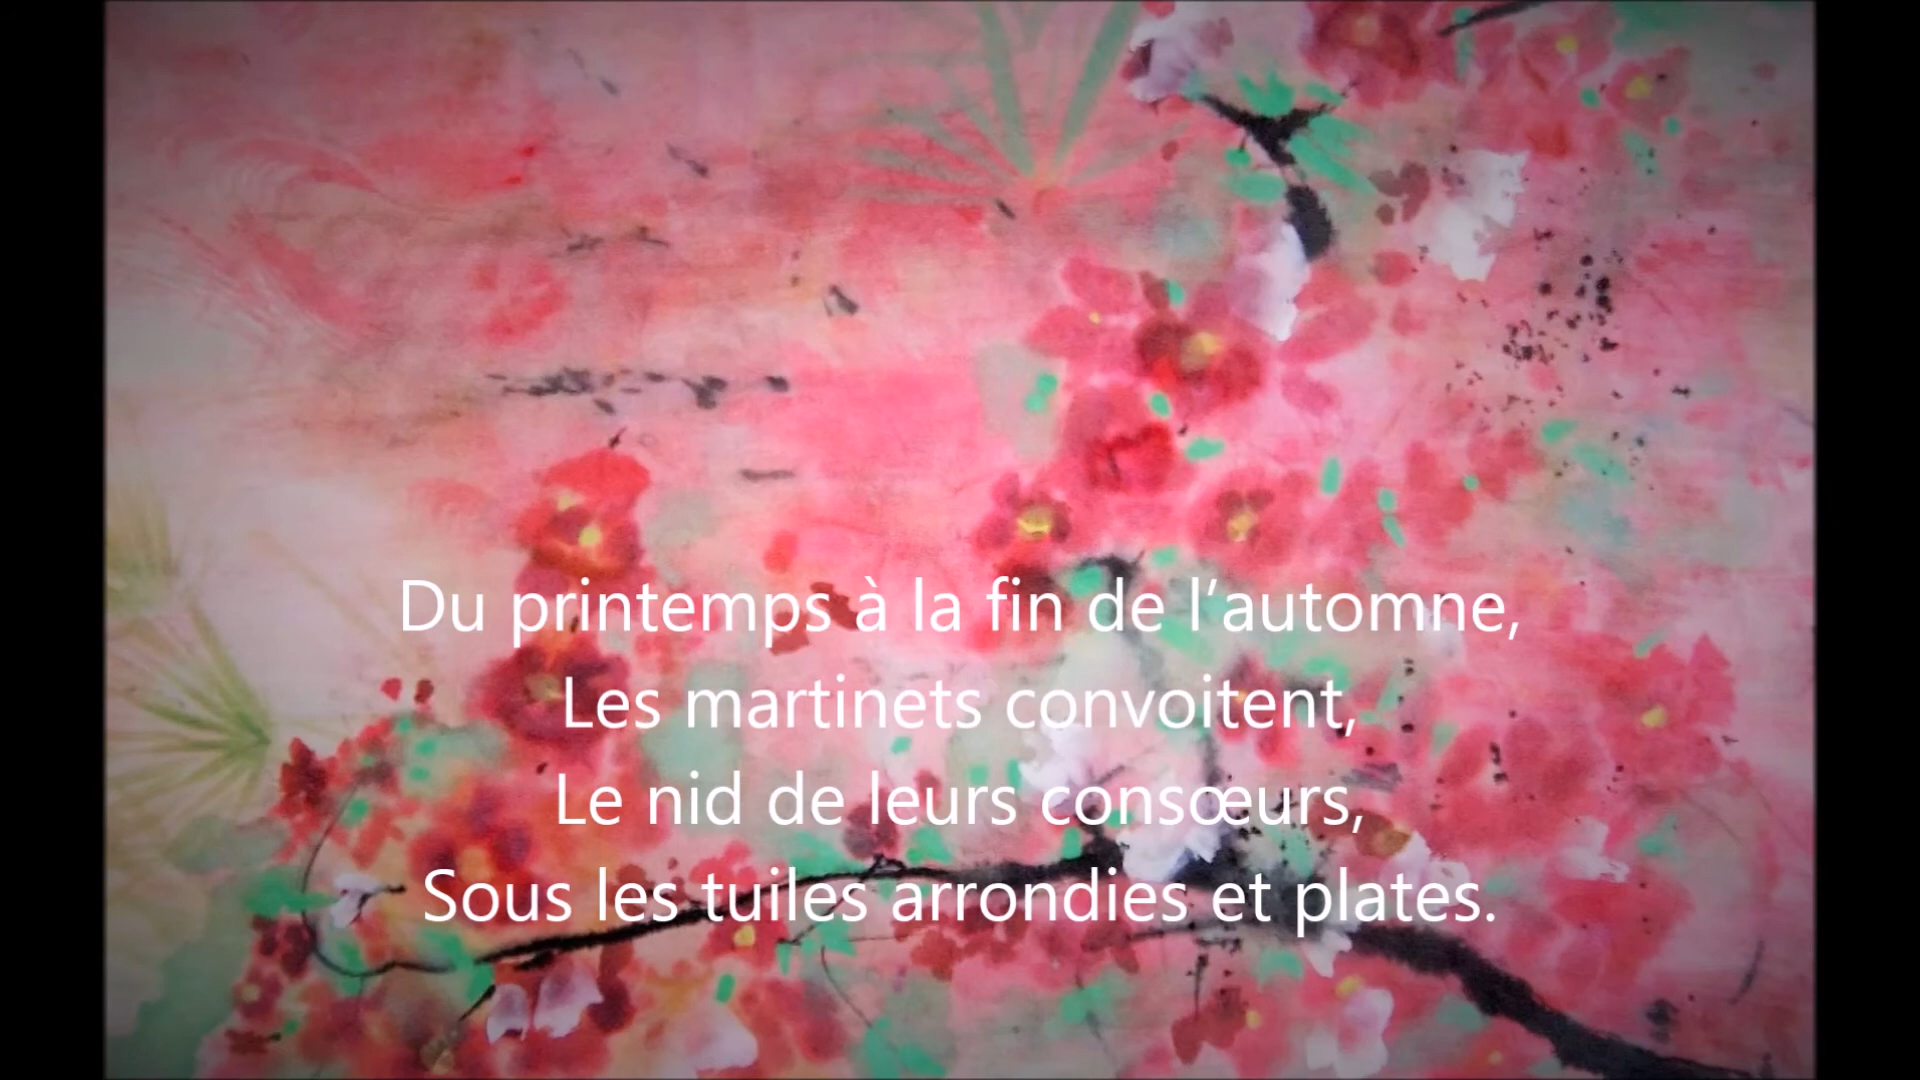 Du printemps à la fin de l’automne,
Les martinets convoitent,
Le nid de leurs consœurs,
Sous les tuiles arrondies et plates.